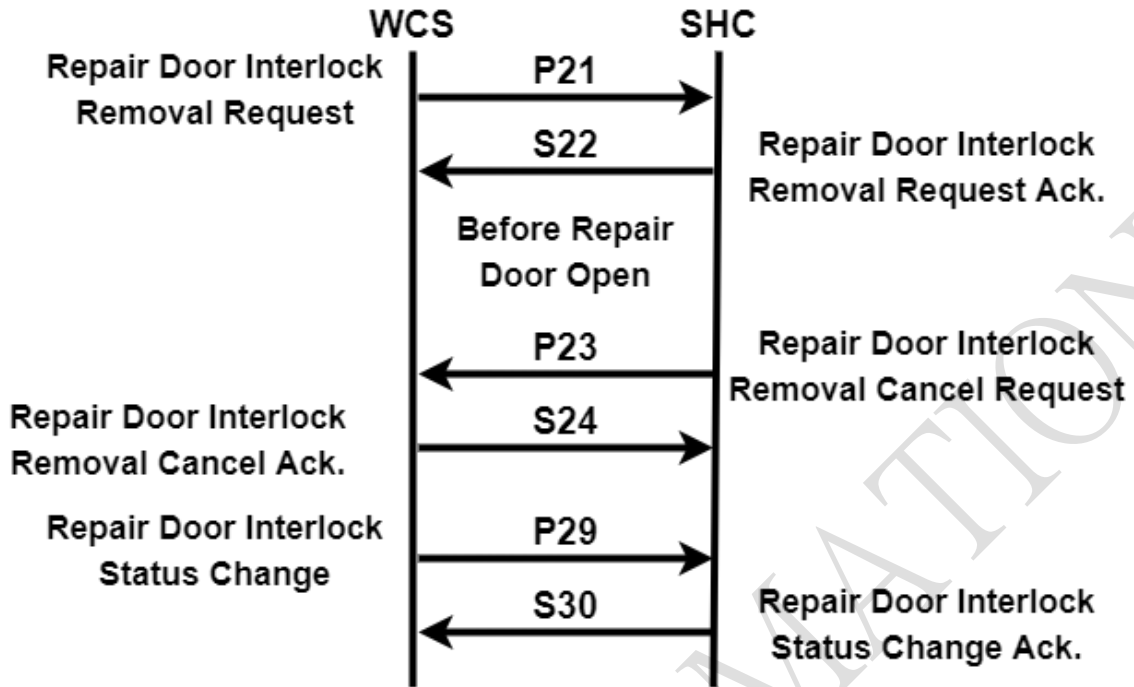 WCS
SHC
Repair Door Interlock
Removal Request
P21
S22
Repair Door Interlock
Removal Request Ack.
Before Repair
Door Open
P23
Repair Door Interlock
Removal Cancel Request
Repair Door Interlock
Removal Cancel Ack.
S24
Repair Door Interlock
Status Change
P29
S30
Repair Door Interlock
Status Change Ack.
MATION